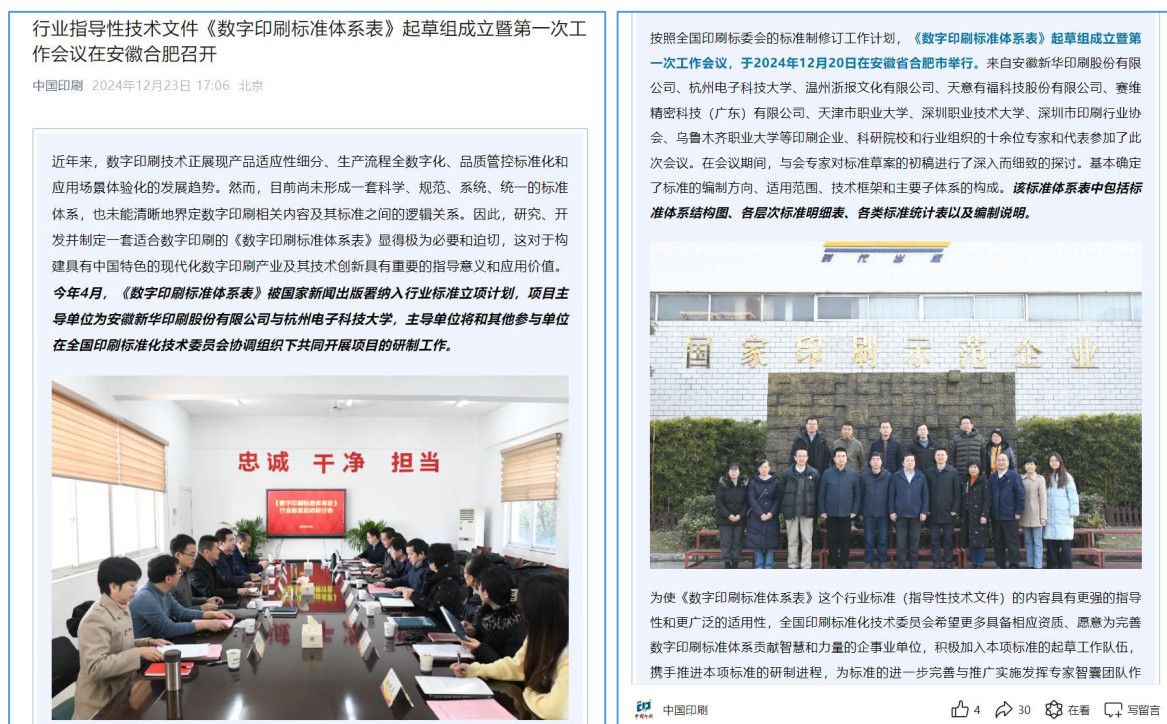 行业指导性技术文件《数字印刷标准体系表》起草组成立暨第一次工
作会议在安徽合肥召开
中国印刷 2024年12月23日 17:06 北京
近年来，数字印刷技术正展现产品适应性细分、生产流程全数字化、品质管控标准化和
应用场景体验化的发展趋势。然而，目前尚未形成一套科学、规范、系统、统一的标准
体系，也未能清晰地界定数字印刷相关内容及其标准之间的逻辑关系。因此，研究、开
发并制定一套适合数字印刷的《数字印刷标准体系表》显得极为必要和迫切，这对于构
建具有中国特色的现代化数字印刷产业及其技术创新具有重要的指导意义和应用价值。
今年4月，《数字印刷标准体系表》被国家新闻出版署纳入行业标准立项计划，项目主
导单位为安徽新华印刷股份有限公司与杭州电子科技大学，主导单位将和其他参与单位
在全国印刷标准化技术委员会协调组织下共同开展项目的研制工作。
忠诚 干净 担当
《数字印刷标准体系表》
行业标准启动研讨会
按照全国印刷标委会的标准制修订工作计划，《数字印刷标准体系表》起草组成立暨第
一次工作会议，于2024年12月20日在安徽省合肥市举行。来自安徽新华印刷股份有限
公司、杭州电子科技大学、温州浙报文化有限公司、天意有福科技股份有限公司、赛维
精密科技（广东）有限公司、天津市职业大学、深圳职业技术大学、深圳市印刷行业协
会、乌鲁木齐职业大学等印刷企业、科研院校和行业组织的十余位专家和代表参加了此
次会议。在会议期间，与会专家对标准草案的初稿进行了深入而细致的探讨。基本确定
了标准的编制方向、适用范围、技术框架和主要子体系的构成。该标准体系表中包括标
准体系结构图、各层次标准明细表、各类标准统计表以及编制说明。
时代出版
国家印刷示范企业
为使《数字印刷标准体系表》这个行业标准（指导性技术文件）的内容具有更强的指导
性和更广泛的适用性，全国印刷标准化技术委员会希望更多具备相应资质、愿意为完善
数字印刷标准体系贡献智慧和力量的企事业单位，积极加入本项标准的起草工作队伍，
携手推进本项标准的研制进程，为标准的进一步完善与推广实施发挥专家智囊团队作
中国印刷 4 30 在看 写留言